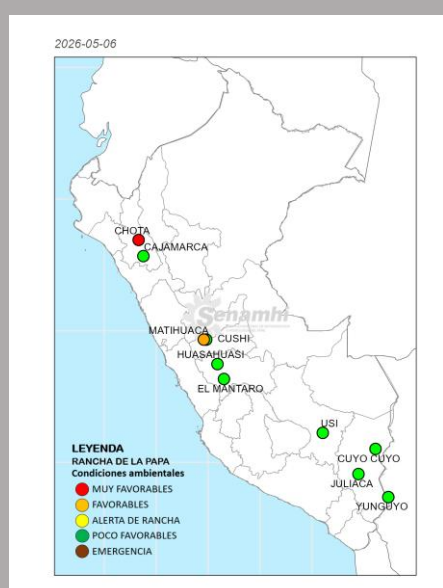 2026-05-06
CHOTA
CAJAMARCA
Senamhi
MATIHUACA
CUSHI
HUASAHUASI
EL MANTARO
USI
CUYO CUYO
JULIACA
YUNGUYO
LEYENDA
RANCHA DE LA PAPA
Condiciones ambientales
MUY FAVORABLES
FAVORABLES
ALERTA DE RANCHA
POCO FAVORABLES
EMERGENCIA